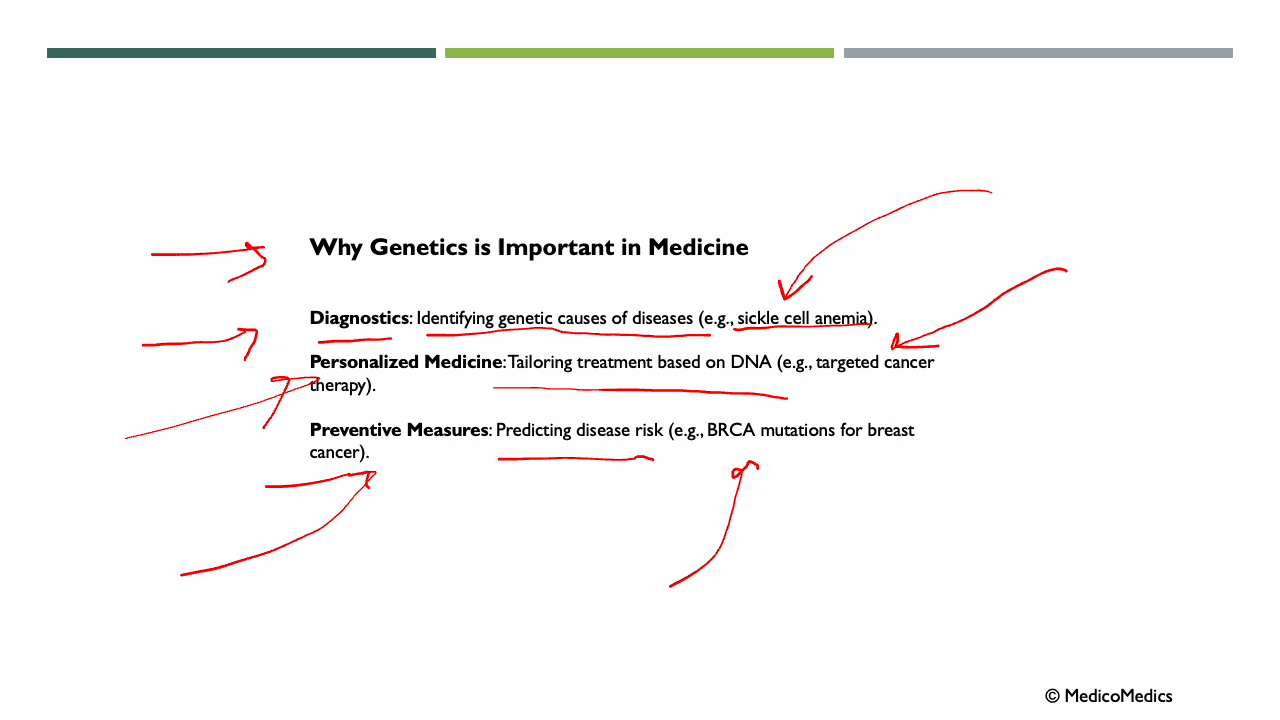 Why Genetics is Important in Medicine
Diagnostics: Identifying genetic causes of diseases (e.g., sickle cell anemia).
Personalized Medicine: Tailoring treatment based on DNA (e.g., targeted cancer
therapy).
Preventive Measures: Predicting disease risk (e.g., BRCA mutations for breast
cancer).
© MedicoMedics